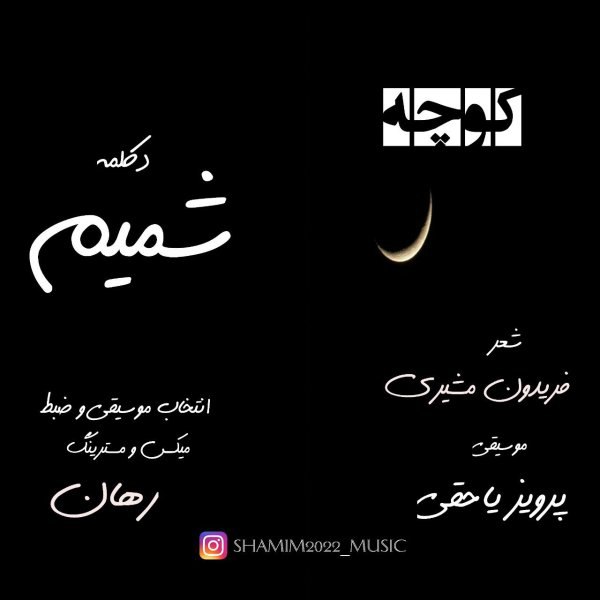 کوچه
شعر
فریدون مشیری
موسیقی
پرویز یاحقی
دکلمه
شمیم
انتخاب موسیقی و ضبط
میکس و مسترینگ
رهان
SHAMIM2022_MUSIC